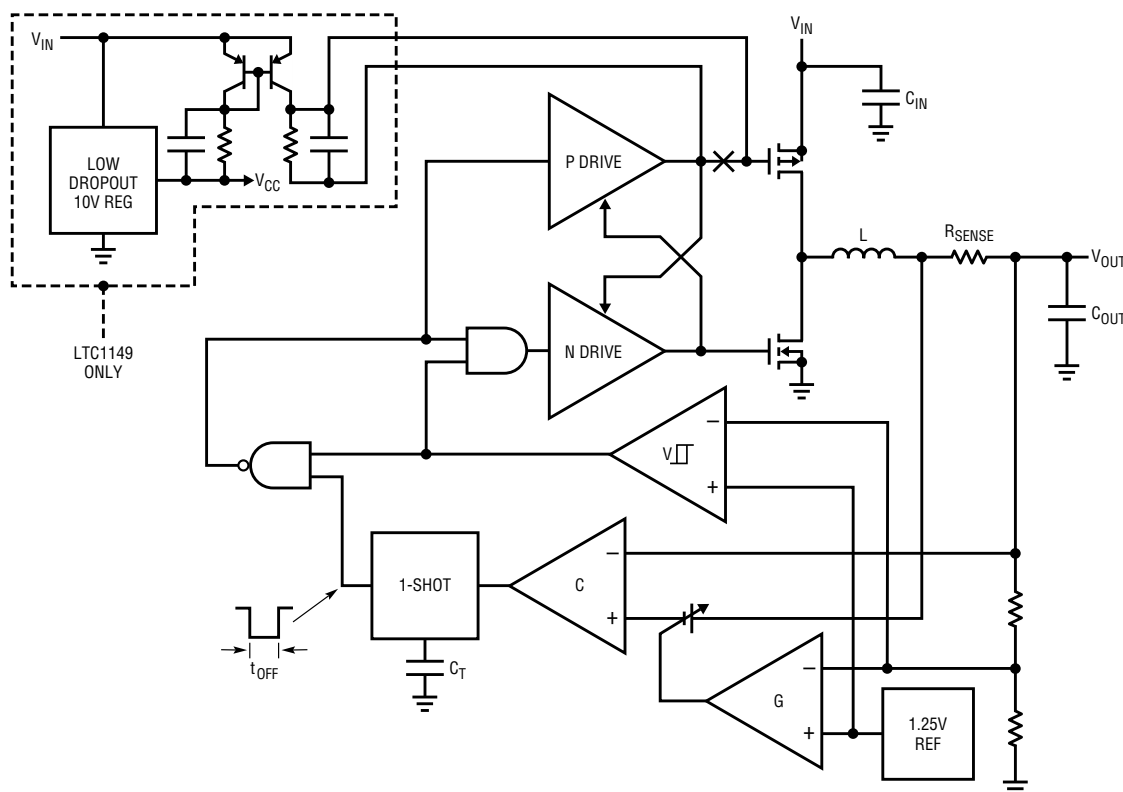 VIN
VIN
CIN
LOW
DROPOUT
10V REG
VCC
P DRIVE
L
RSENSE
VOUT
COUT
LTC1149
ONLY
N DRIVE
−
V
+
1-SHOT
−
C
+
tOFF
CT
−
G
+
1.25V
REF